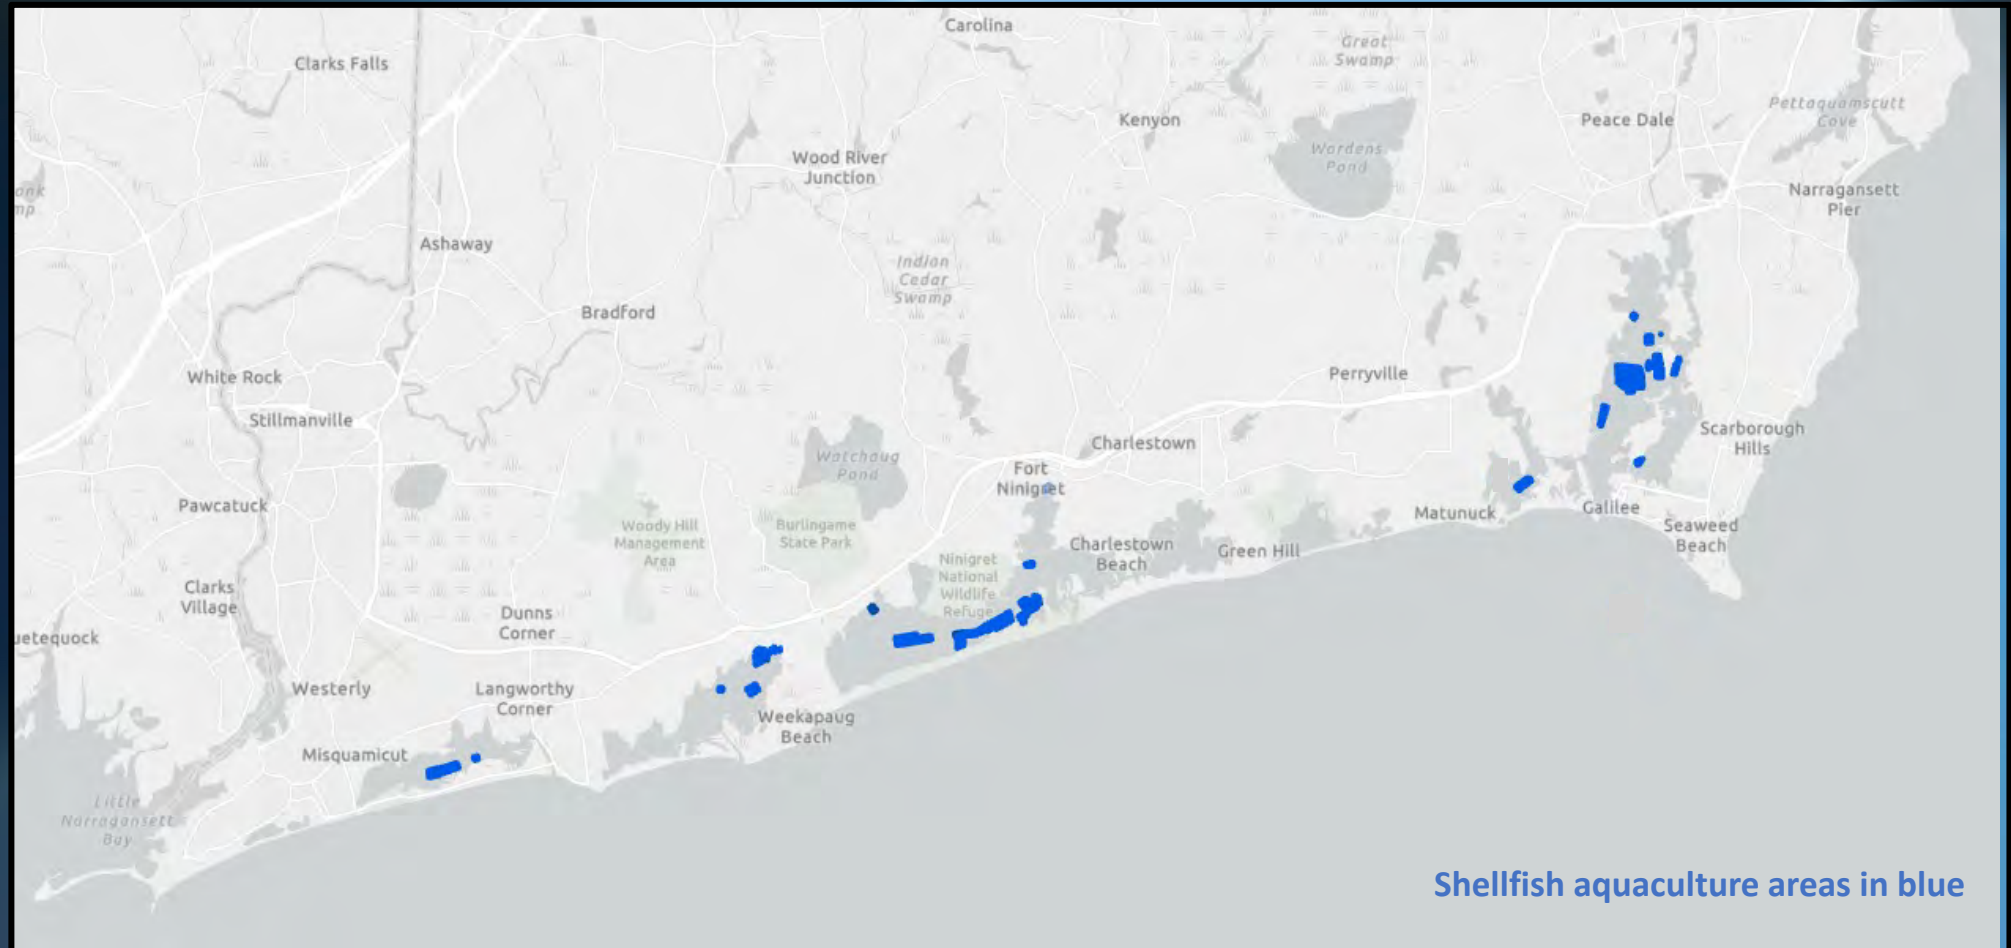 Carolina
Clarks Falls
Great
Swamp
Pettaquamscutt
Cove
Kenyon
Peace Dale
Wordens
Pond
Wood River
Junction
ank
mp
Narragansett
Pier
Ashaway
Indian
Cedar
Swamp
Bradford
White Rock
Perryville
Stillmanville
Charlestown
Scarborough
Hills
Watchaug
Pond
Fort
Ninigret
Pawcatuck
Woody Hill
Management
Area
Burlingame
State Park
Matunuck
Galilee
Seaweed
Beach
Charlestown
Beach
Green Hill
Ninigret
National
Wildlife
Refuge
Clarks
Village
Dunns
Corner
uetequock
Westerly
Langworthy
Corner
Weekapaug
Beach
Misquamicut
Little
Narragansett
Bay
Shellfish aquaculture areas in blue